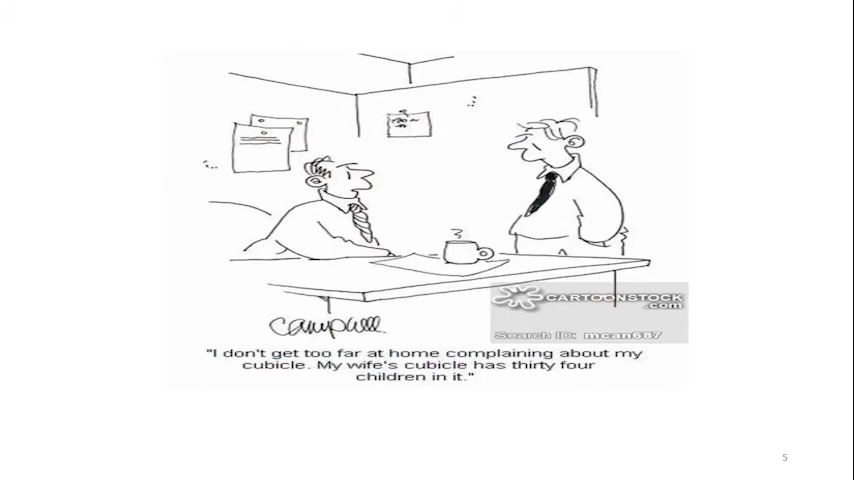 Campbell.
CARTOONSTOCK
.com
Search ID: mcan687
"I don't get too far at home complaining about my
cubicle. My wife's cubicle has thirty four
children in it."
5